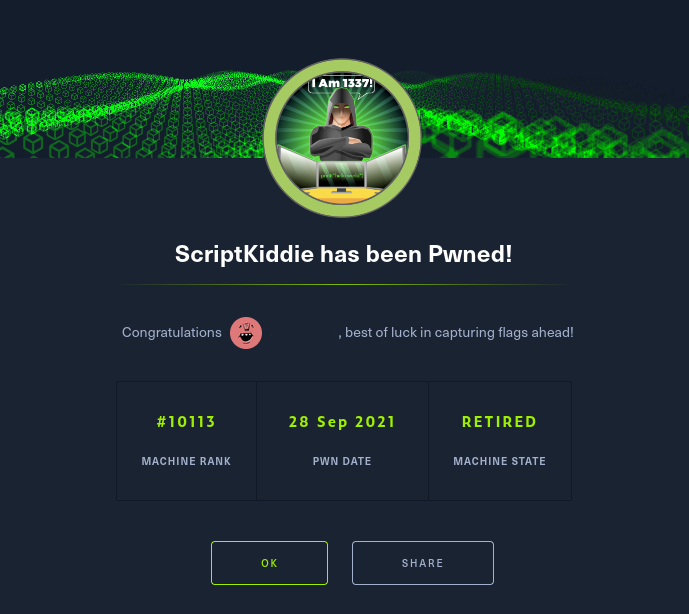 I Am 1337!
ScriptKiddie has been Pwned!
Congratulations , best of luck in capturing flags ahead!
#10113 28 Sep 2021 RETIRED
MACHINE RANK PWN DATE MACHINE STATE
OK SHARE